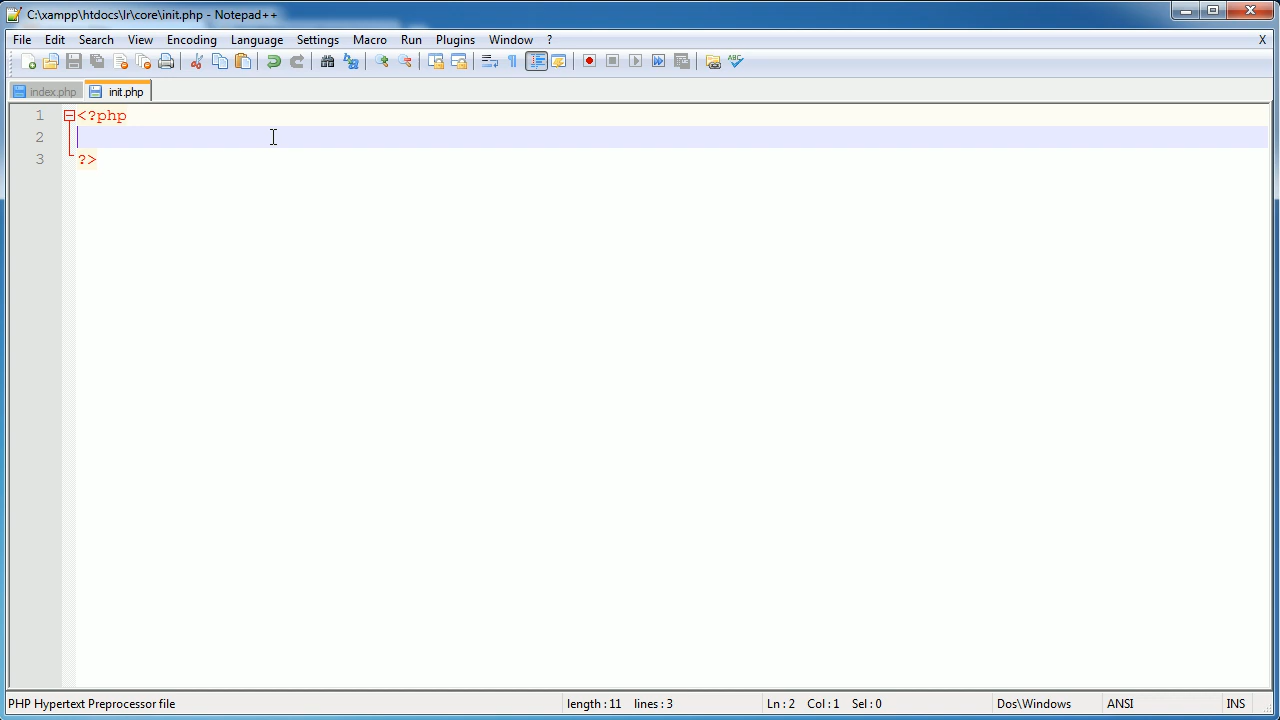 C:\xampp\htdocs\lr\core\init.php - Notepad++
File Edit Search View Encoding Language Settings Macro Run Plugins Window ? X
index.php init.php
1 <?php
2
3 ?>
PHP Hypertext Preprocessor file length : 11 lines : 3 Ln : 2 Col : 1 Sel : 0 Dos\Windows ANSI INS